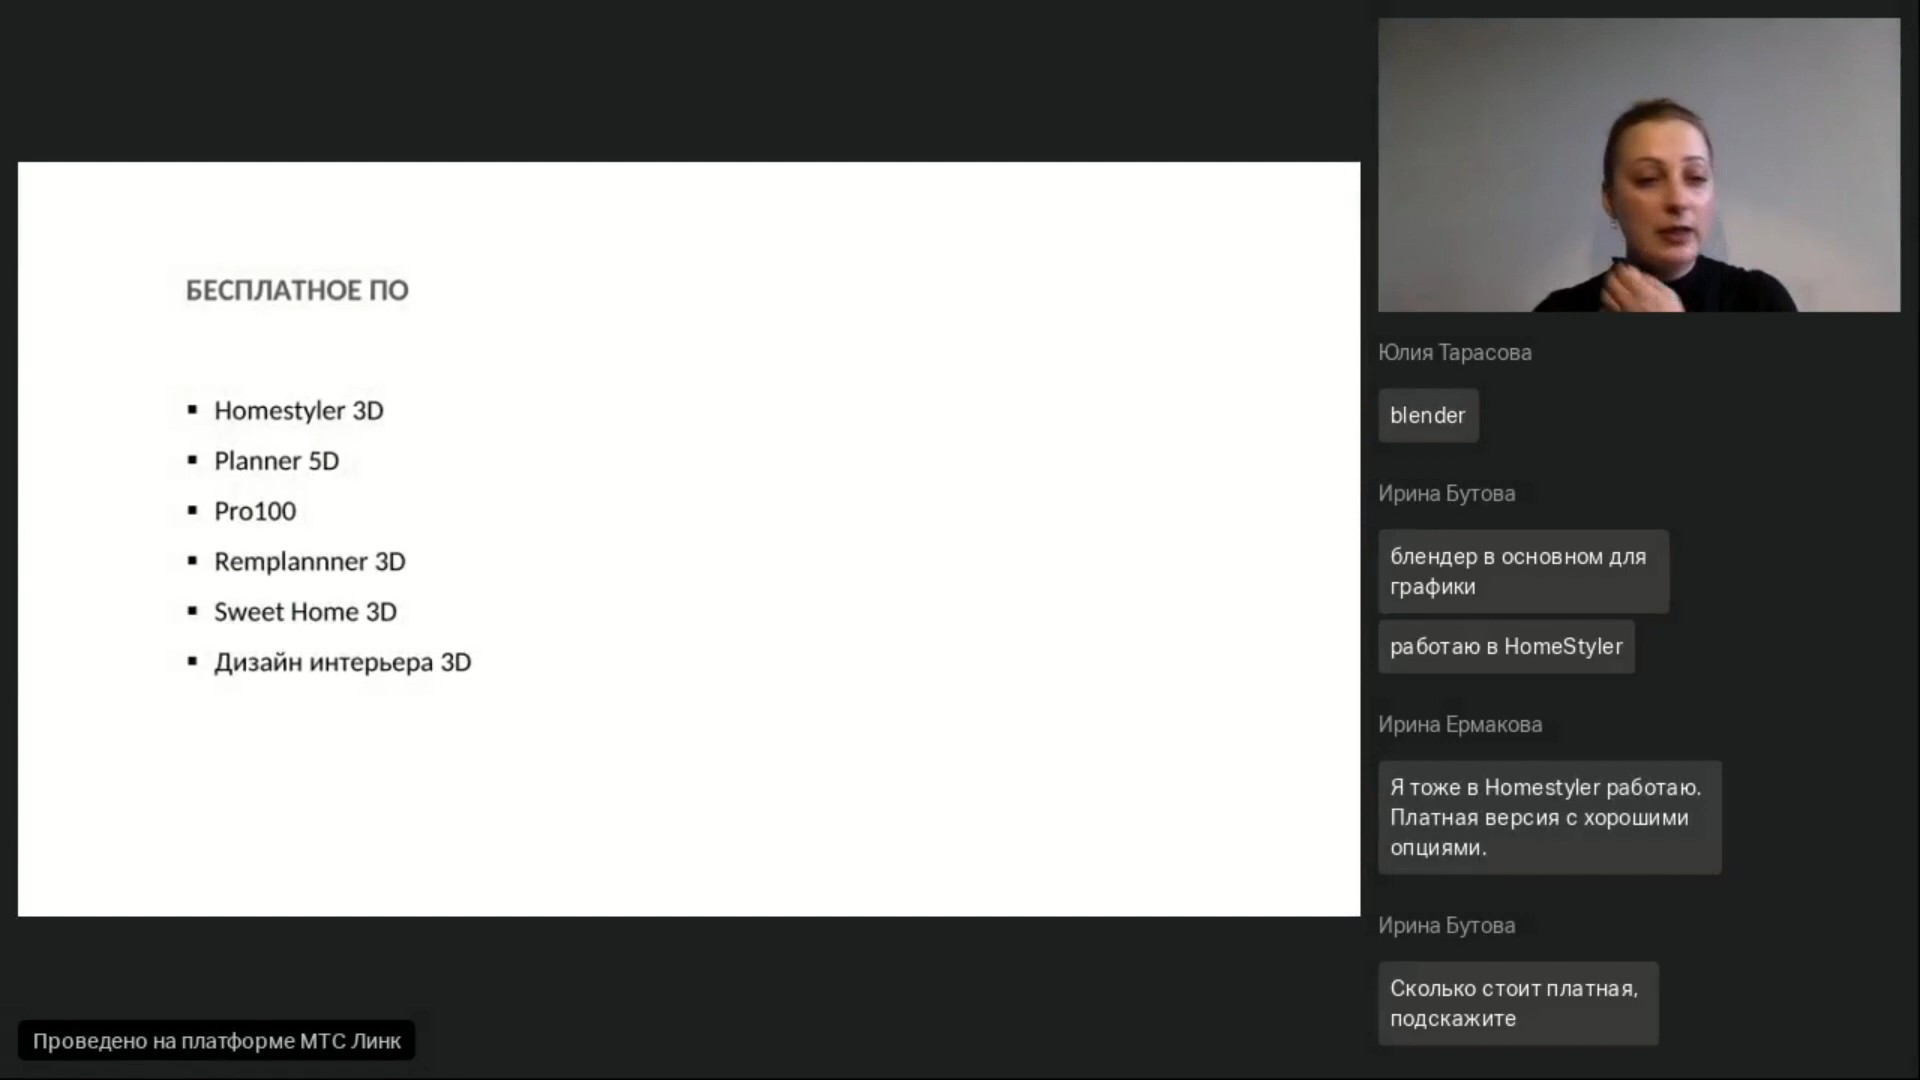 БЕСПЛАТНОЕ ПО
▪ Homestyler 3D
▪ Planner 5D
▪ Pro100
▪ Remplannner 3D
▪ Sweet Home 3D
▪ Дизайн интерьера 3D
Проведено на платформе МТС Линк
Юлия Тарасова
blender
Ирина Бутова
блендер в основном для
графики
работаю в HomeStyler
Ирина Ермакова
Я тоже в Homestyler работаю.
Платная версия с хорошими
опциями.
Ирина Бутова
Сколько стоит платная,
подскажите